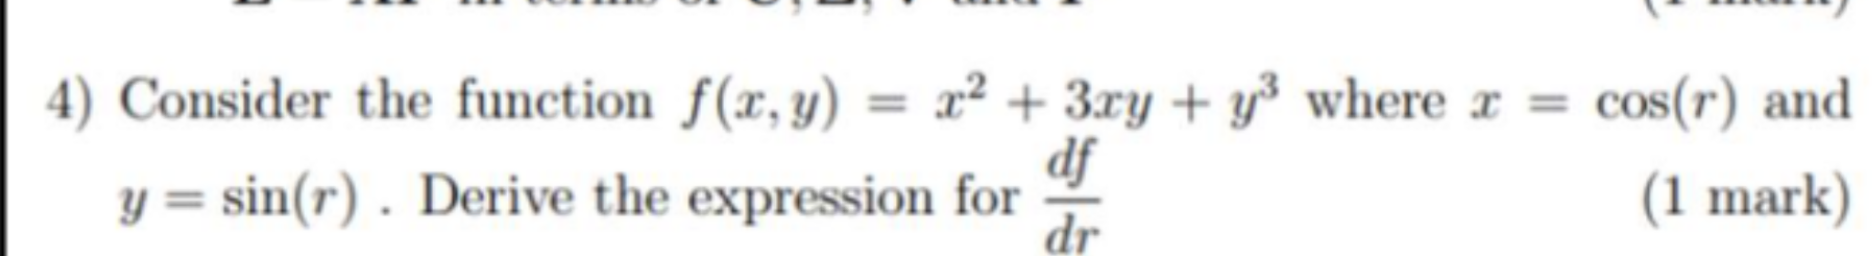 4) Consider the function f(x, y) = x² + 3xy + y³ where x = cos(r) and
y = sin(r) . Derive the expression for df/dr (1 mark)